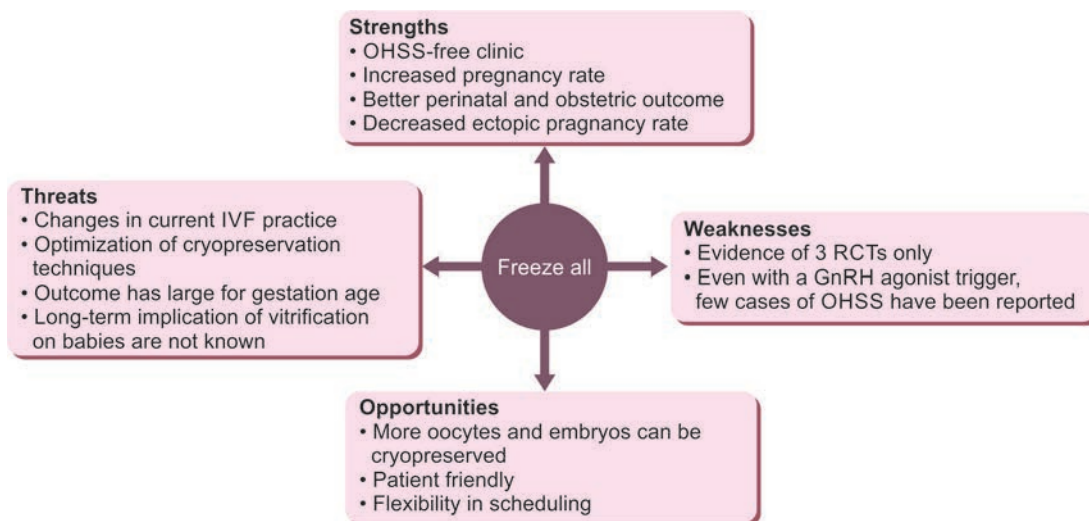 Strengths
• OHSS-free clinic
• Increased pregnancy rate
• Better perinatal and obstetric outcome
• Decreased ectopic pragnancy rate
Threats
• Changes in current IVF practice
• Optimization of cryopreservation
techniques
• Outcome has large for gestation age
• Long-term implication of vitrification
on babies are not known
Freeze all
Weaknesses
• Evidence of 3 RCTs only
• Even with a GnRH agonist trigger,
few cases of OHSS have been reported
Opportunities
• More oocytes and embryos can be
cryopreserved
• Patient friendly
• Flexibility in scheduling